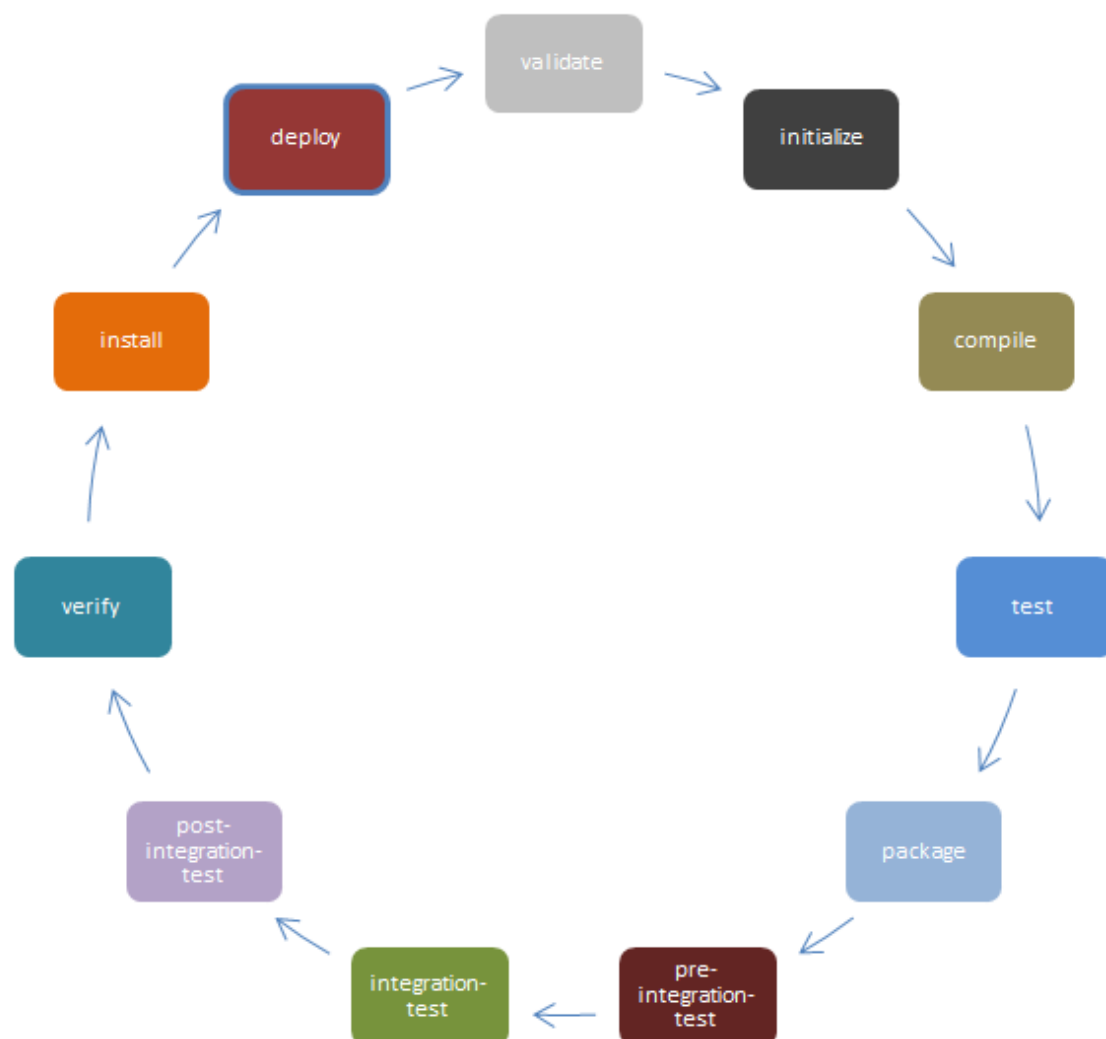 validate
initialize
compile
test
package
pre-
integration-
test
integration-
test
post-
integration-
test
verify
install
deploy